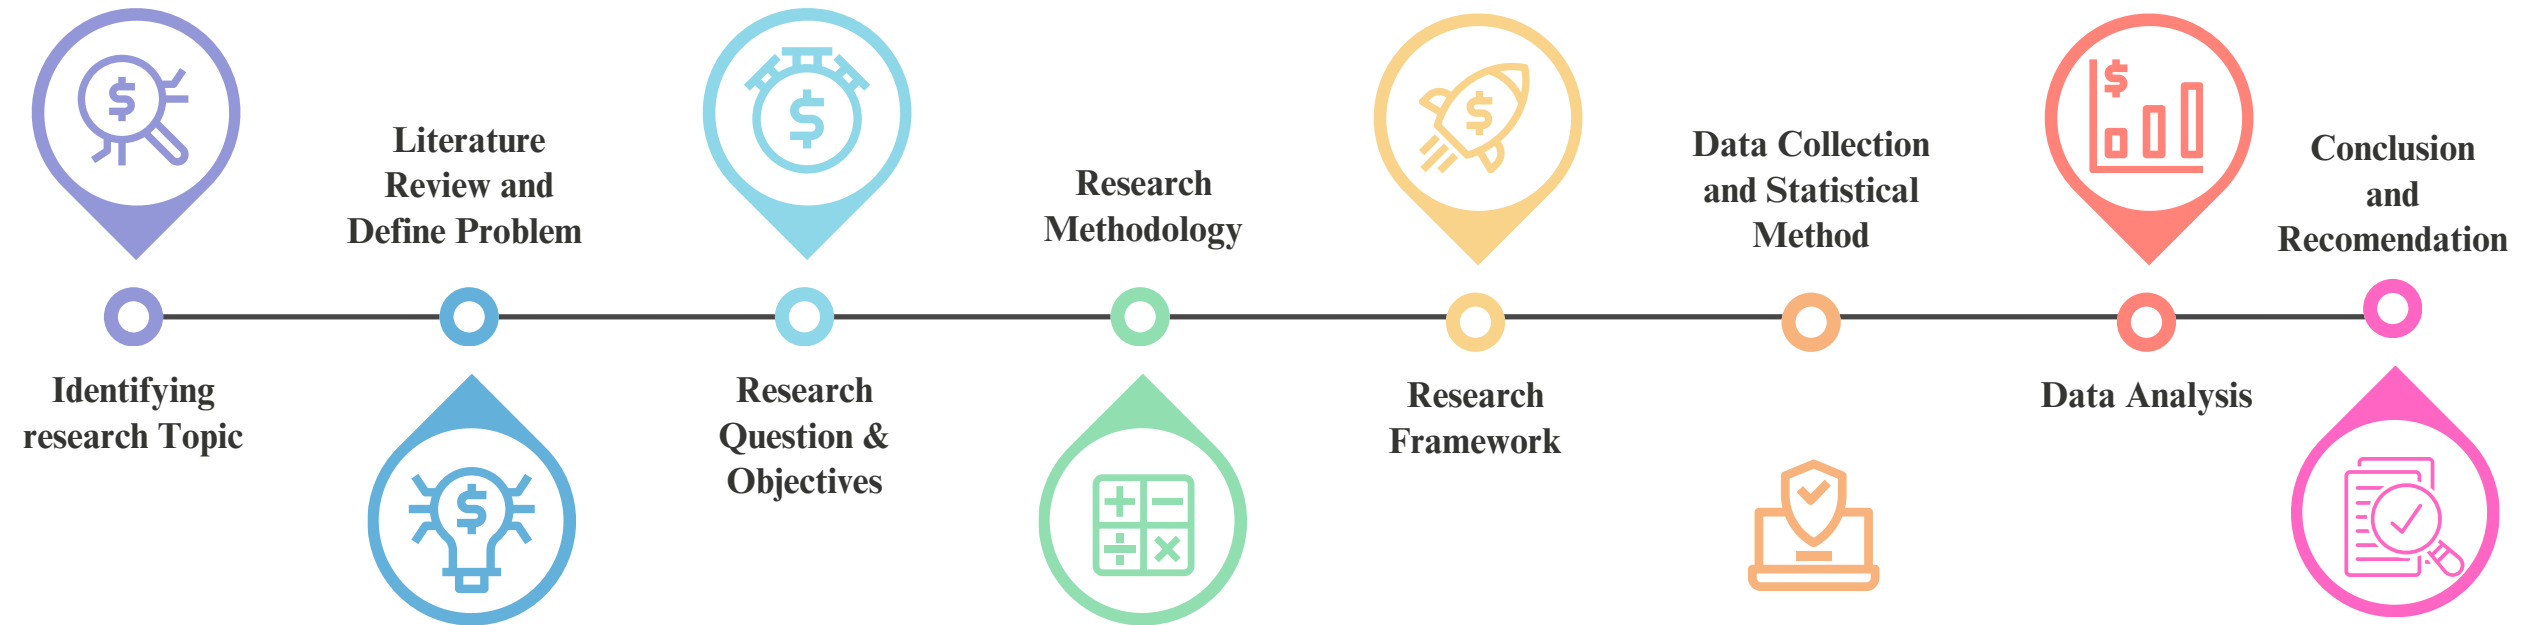 Identifying
research Topic
Literature
Review and
Define Problem
$
Research
Question &
Objectives
Research
Methodology
Research
Framework
Data Collection
and Statistical
Method
Data Analysis
Conclusion
and
Recomendation